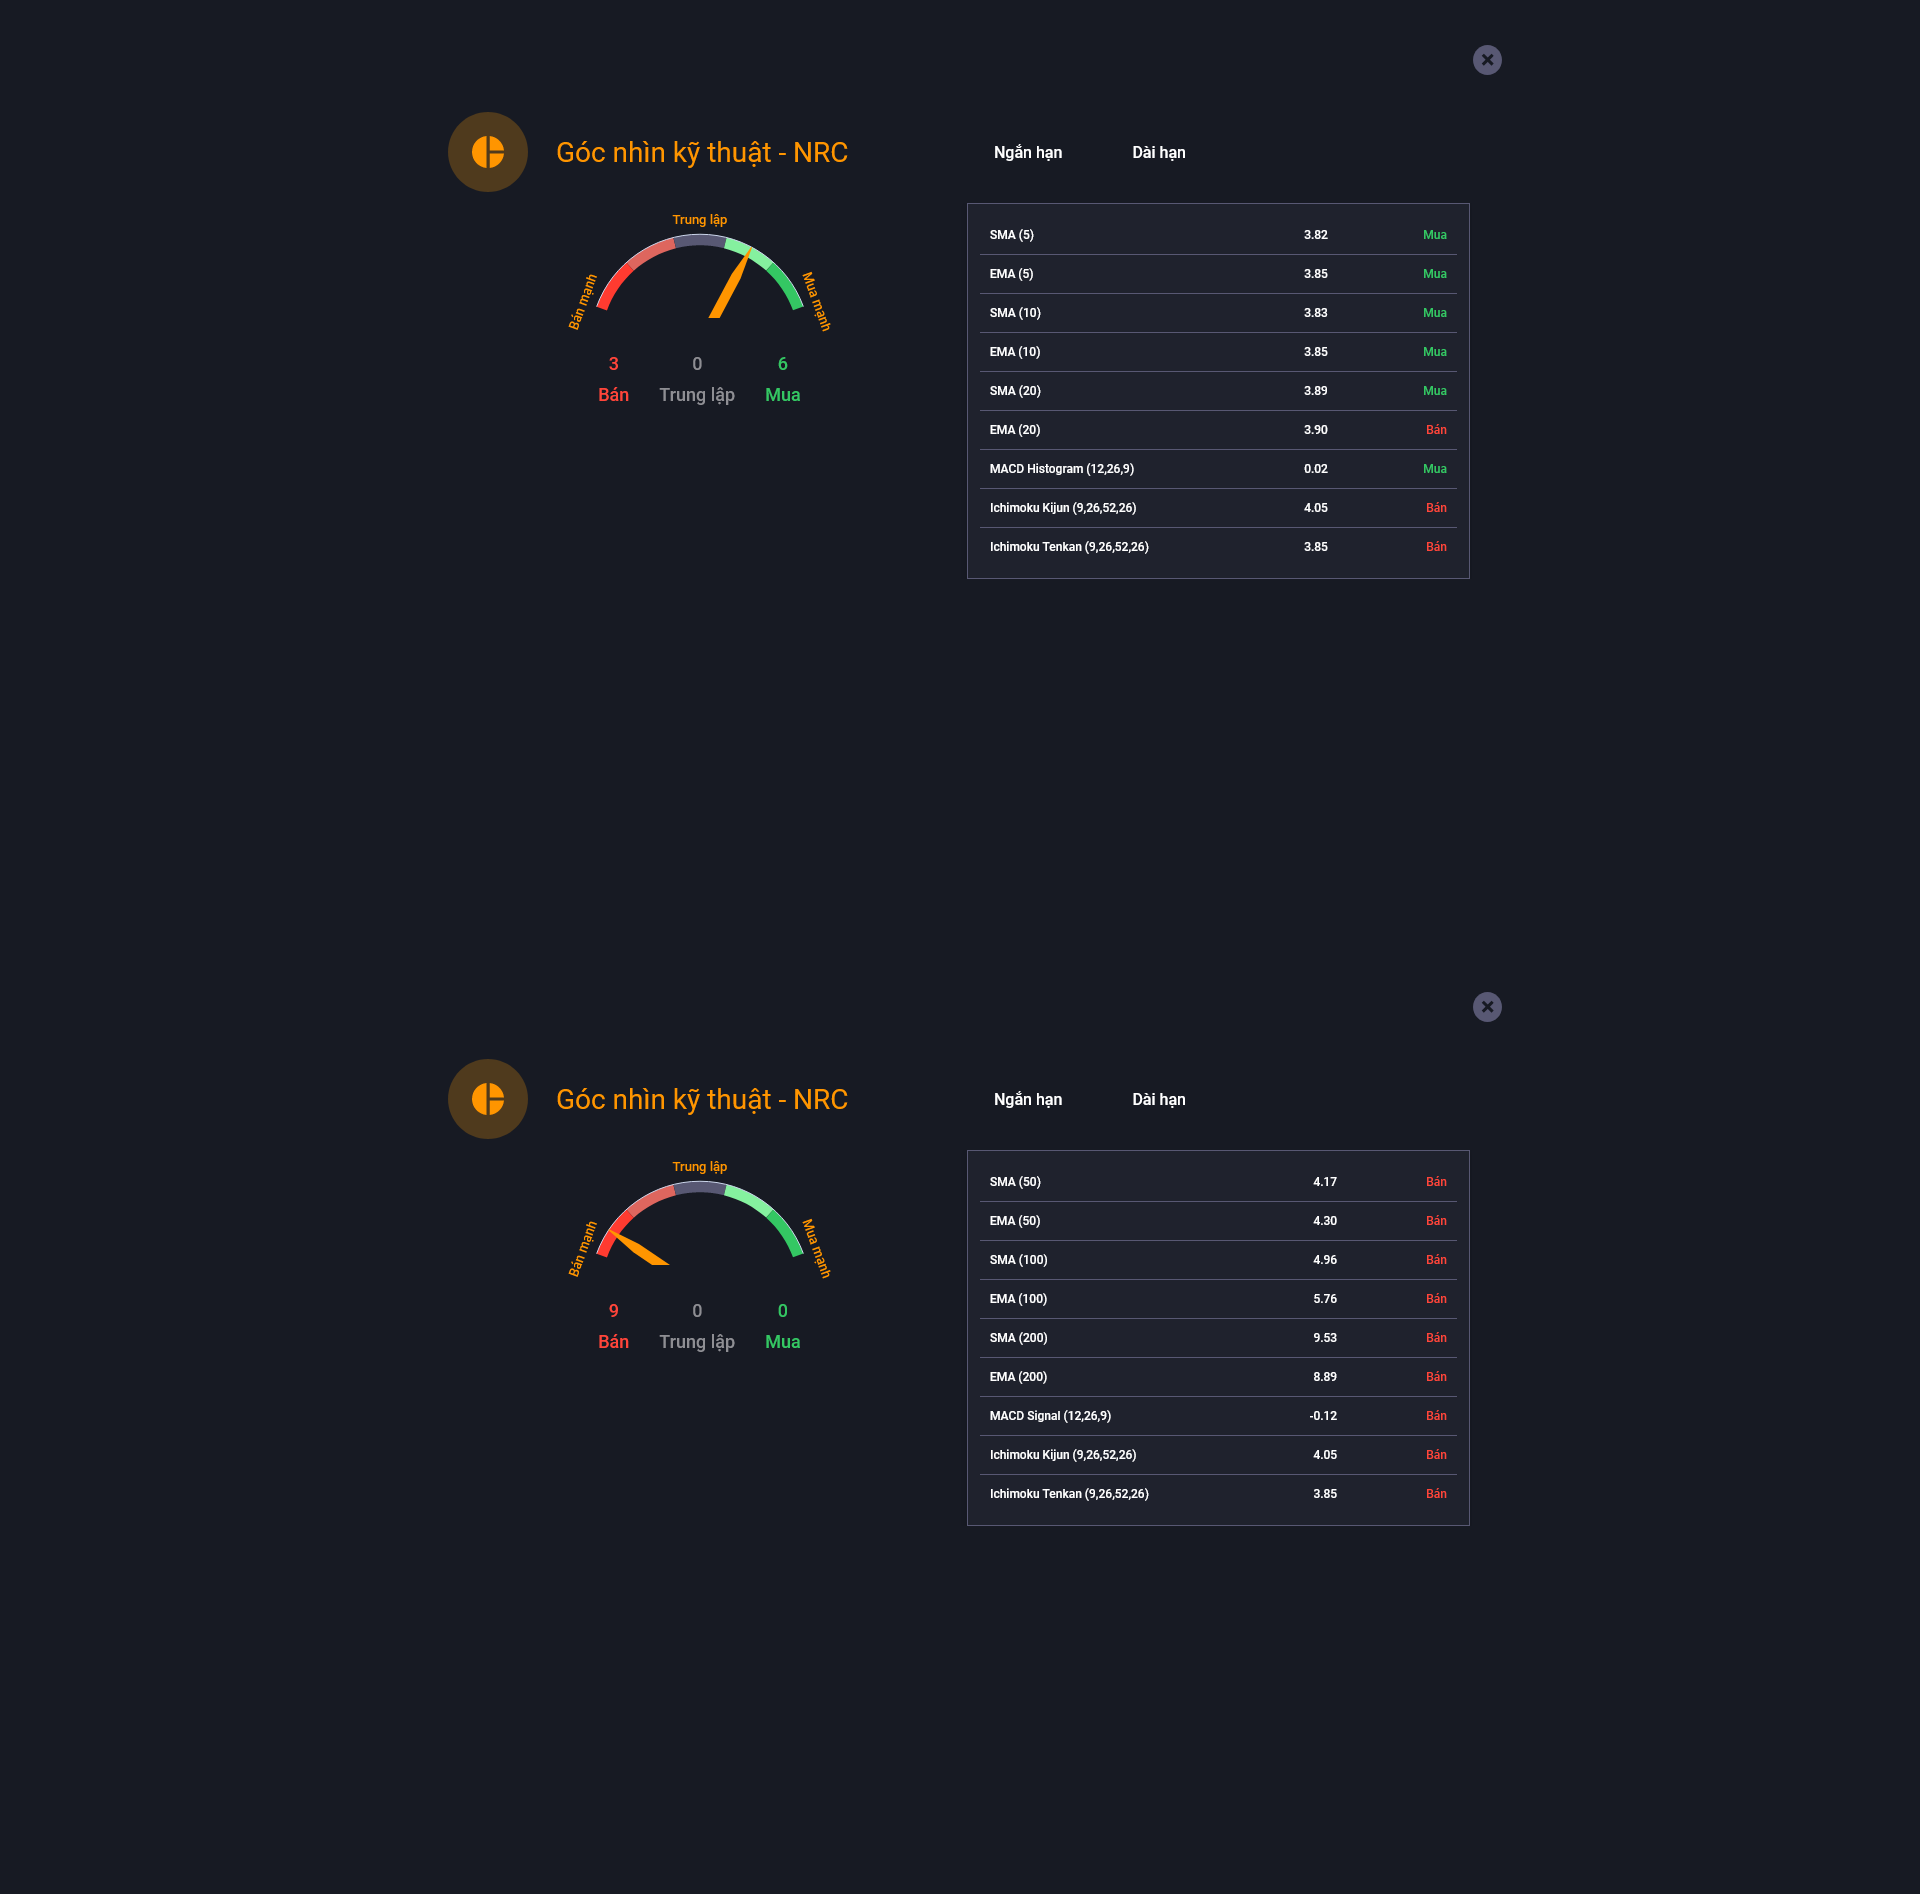 Góc nhìn kỹ thuật - NRC
Ngắn hạn Dài hạn
Trung lập
Bán mạnh
Mua mạnh
3 0 6
Bán Trung lập Mua
SMA (5) 3.82 Mua
EMA (5) 3.85 Mua
SMA (10) 3.83 Mua
EMA (10) 3.85 Mua
SMA (20) 3.89 Mua
EMA (20) 3.90 Bán
MACD Histogram (12,26,9) 0.02 Mua
Ichimoku Kijun (9,26,52,26) 4.05 Bán
Ichimoku Tenkan (9,26,52,26) 3.85 Bán
Góc nhìn kỹ thuật - NRC
Ngắn hạn Dài hạn
Trung lập
Bán mạnh
Mua mạnh
9 0 0
Bán Trung lập Mua
SMA (50) 4.17 Bán
EMA (50) 4.30 Bán
SMA (100) 4.96 Bán
EMA (100) 5.76 Bán
SMA (200) 9.53 Bán
EMA (200) 8.89 Bán
MACD Signal (12,26,9) -0.12 Bán
Ichimoku Kijun (9,26,52,26) 4.05 Bán
Ichimoku Tenkan (9,26,52,26) 3.85 Bán